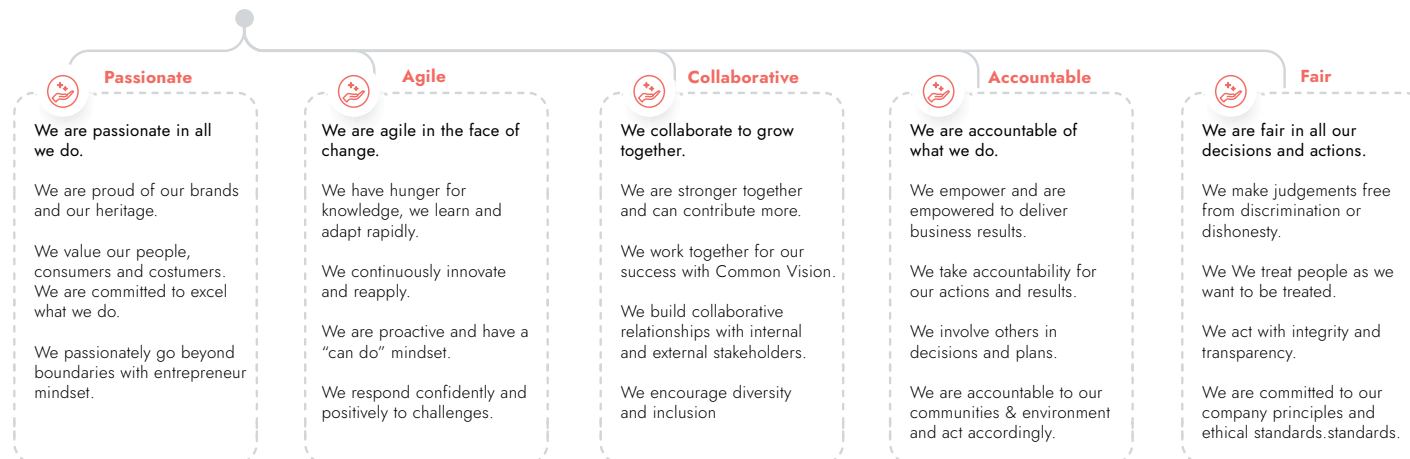 Passionate
We are passionate in all
we do.
We are proud of our brands
and our heritage.
We value our people,
consumers and costumers.
We are committed to excel
what we do.
We passionately go beyond
boundaries with entrepreneur
mindset.
Agile
We are agile in the face of
change.
We have hunger for
knowledge, we learn and
adapt rapidly.
We continuously innovate
and reapply.
We are proactive and have a
“can do” mindset.
We respond confidently and
positively to challenges.
Collaborative
We collaborate to grow
together.
We are stronger together
and can contribute more.
We work together for our
success with Common Vision.
We build collaborative
relationships with internal
and external stakeholders.
We encourage diversity
and inclusion
Accountable
We are accountable of
what we do.
We empower and are
empowered to deliver
business results.
We take accountability for
our actions and results.
We involve others in
decisions and plans.
We are accountable to our
communities & environment
and act accordingly.
Fair
We are fair in all our
decisions and actions.
We make judgements free
from discrimination or
dishonesty.
We We treat people as we
want to be treated.
We act with integrity and
transparency.
We are committed to our
company principles and
ethical standards.standards.